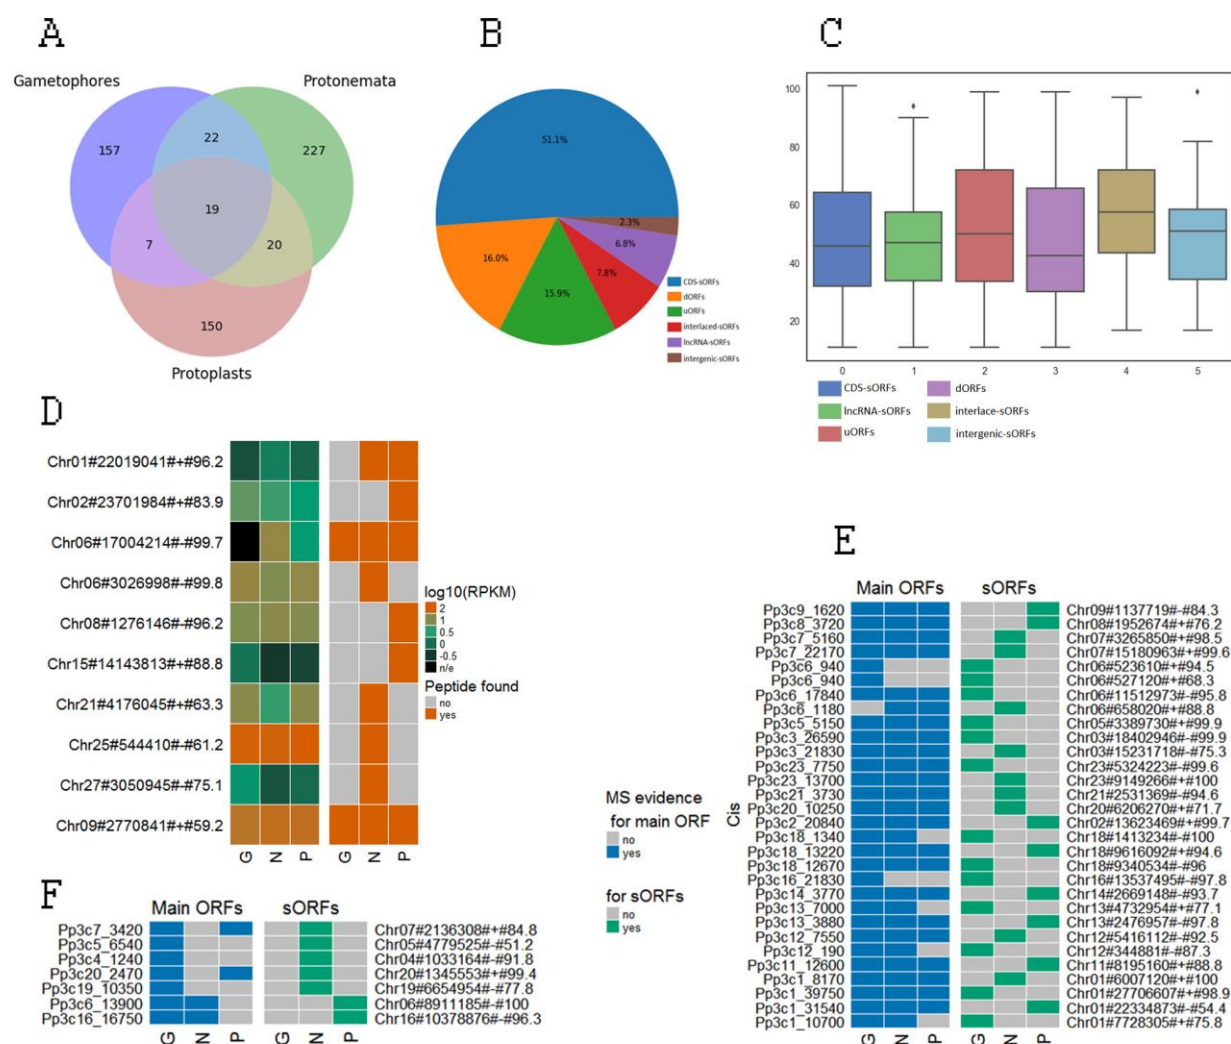 A
Gametophores
Protonemata
157
22
227
19
7
20
150
Protoplasts
B
51.1%
2.3%
6.8%
7.8%
15.9%
16.0%
CDS-sORFs
dORFs
uORFs
interlaced-sORFs
lncRNA-sORFs
intergenic-sORFs
C
100
80
60
40
20
0 1 2 3 4 5
CDS-sORFs dORFs
lncRNA-sORFs interlace-sORFs
uORFs intergenic-sORFs
D
Chr01#22019041#+#96.2
Chr02#23701984#+#83.9
Chr06#17004214#-#99.7
Chr06#3026998#-#99.8
Chr08#1276146#-#96.2
Chr15#14143813#+#88.8
Chr21#4176045#+#63.3
Chr25#544410#-#61.2
Chr27#3050945#-#75.1
Chr09#2770841#+#59.2
G N P G N P
log10(RPKM)
2
1
0.5
0
-0.5
n/e
Peptide found
no
yes
E
Main ORFs sORFs
Pp3c9_1620 Chr09#1137719#-#84.3
Pp3c8_3720 Chr08#1952674#+#76.2
Pp3c7_5160 Chr07#3265850#+#98.5
Pp3c7_22170 Chr07#15180963#+#99.6
Pp3c6_940 Chr06#523610#+#94.5
Pp3c6_940 Chr06#527120#+#68.3
Pp3c6_17840 Chr06#11512973#-#95.8
Pp3c6_1180 Chr06#658020#+#88.8
Pp3c5_5150 Chr05#3389730#+#99.9
Pp3c3_26590 Chr03#18402946#-#99.9
Pp3c3_21830 Chr03#15231718#-#75.3
Pp3c23_7750 Chr23#5324223#-#99.6
Pp3c23_13700 Chr23#9149266#+#100
Pp3c21_3730 Chr21#2531369#-#94.6
Pp3c20_10250 Chr20#6206270#+#71.7
Pp3c2_20840 Chr02#13623469#+#99.7
Pp3c18_1340 Chr18#1413234#-#100
Pp3c18_13220 Chr18#9616092#+#94.6
Pp3c18_12670 Chr18#9340534#-#96
Pp3c16_21830 Chr16#13537495#-#97.8
Pp3c14_3770 Chr14#2669148#-#93.7
Pp3c13_7000 Chr13#4732954#+#77.1
Pp3c13_3880 Chr13#2476957#-#97.8
Pp3c12_7550 Chr12#5416112#-#92.5
Pp3c12_190 Chr12#344881#-#87.3
Pp3c11_12600 Chr11#8195160#+#88.8
Pp3c1_8170 Chr01#6007120#+#100
Pp3c1_39750 Chr01#27706607#+#98.9
Pp3c1_31540 Chr01#22334873#-#54.4
Pp3c1_10700 Chr01#7728305#+#75.8
Cis
G N P G N P
MS evidence
for main ORF
no
yes
for sORFs
no
yes
F
Main ORFs sORFs
Pp3c7_3420 Chr07#2136308#+#84.8
Pp3c5_6540 Chr05#4779525#-#51.2
Pp3c4_1240 Chr04#1033164#-#91.8
Pp3c20_2470 Chr20#1345553#+#99.4
Pp3c19_10350 Chr19#6654954#-#77.8
Pp3c6_13900 Chr06#8911185#-#100
Pp3c16_16750 Chr16#10378876#-#96.3
G N P G N P